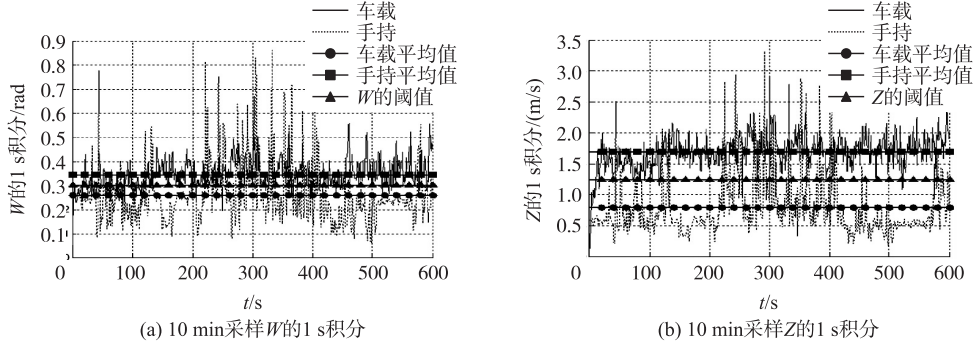 车载
手持
车载平均值
手持平均值
W的阈值
0.9
0.8
0.7
0.6
0.5
0.4
0.3
0.2
0.1
0
100
200
300
400
500
600
W的1 s积分/rad
t/s
(a) 10 min采样W的1 s积分
车载
手持
车载平均值
手持平均值
Z的阈值
3.5
3.0
2.5
2.0
1.5
1.0
0.5
0
100
200
300
400
500
600
Z的1 s积分/(m/s)
t/s
(b) 10 min采样Z的1 s积分